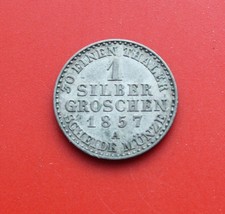 30 EINEN THALER
1
SILBER
GROSCHEN
1857
A
SCHEIDE MÜNZE